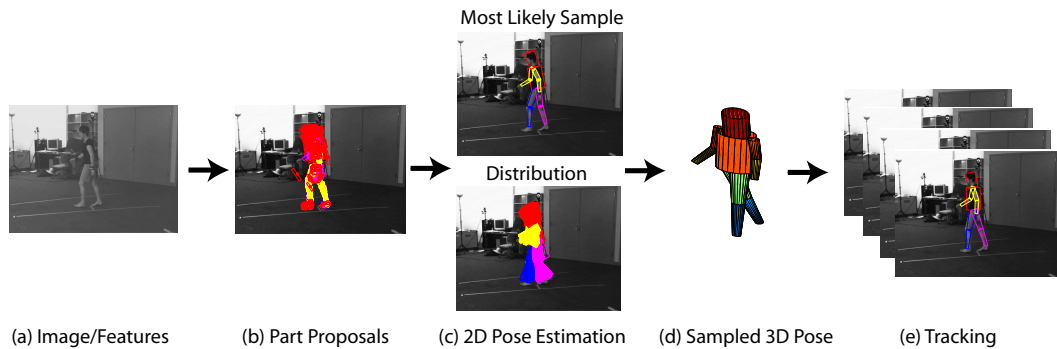 Most Likely Sample
Distribution
(a) Image/Features
(b) Part Proposals
(c) 2D Pose Estimation
(d) Sampled 3D Pose
(e) Tracking